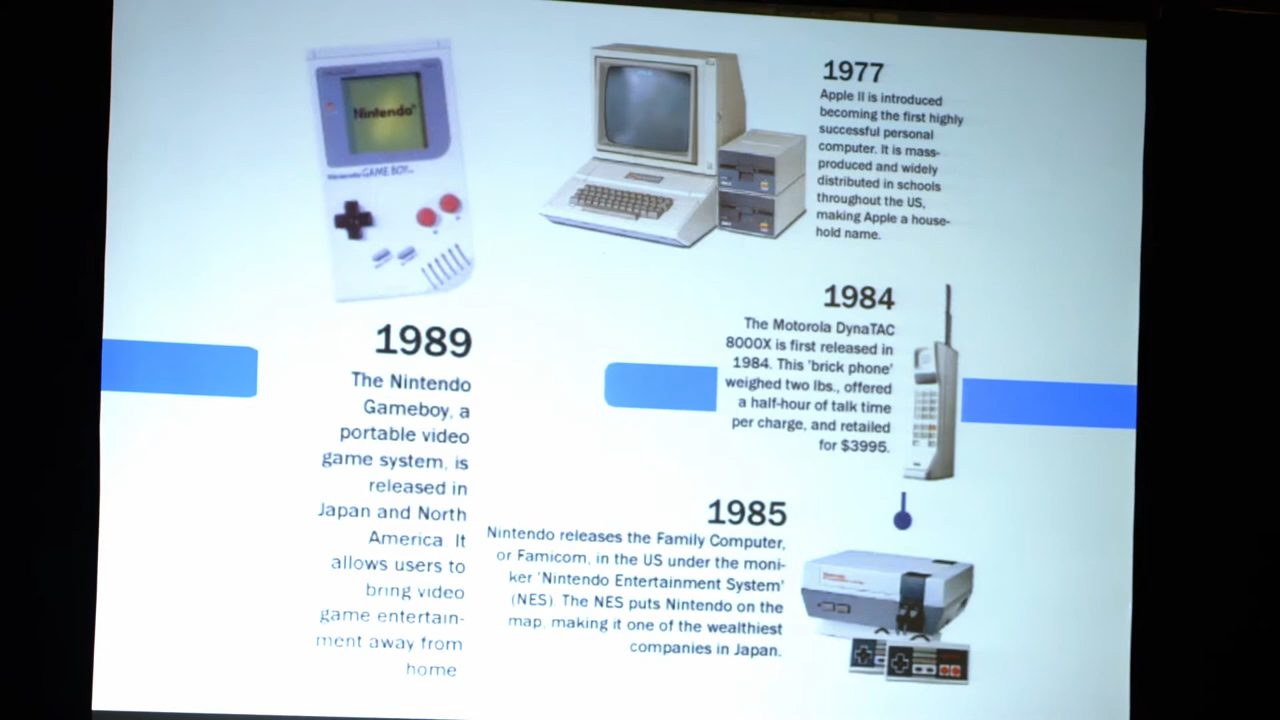 Nintendo
Nintendo GAME BOY
1989
The Nintendo
Gameboy, a
portable video
game system, is
released in
Japan and North
America. It
allows users to
bring video
game entertain-
ment away from
home
1977
Apple II is introduced
becoming the first highly
successful personal
computer. It is mass-
produced and widely
distributed in schools
throughout the US,
making Apple a house-
hold name.
1984
The Motorola DynaTAC
8000X is first released in
1984. This 'brick phone'
weighed two lbs., offered
a half-hour of talk time
per charge, and retailed
for $3995.
1985
Nintendo releases the Family Computer,
or Famicom, in the US under the moni-
ker 'Nintendo Entertainment System'
(NES). The NES puts Nintendo on the
map, making it one of the wealthiest
companies in Japan.